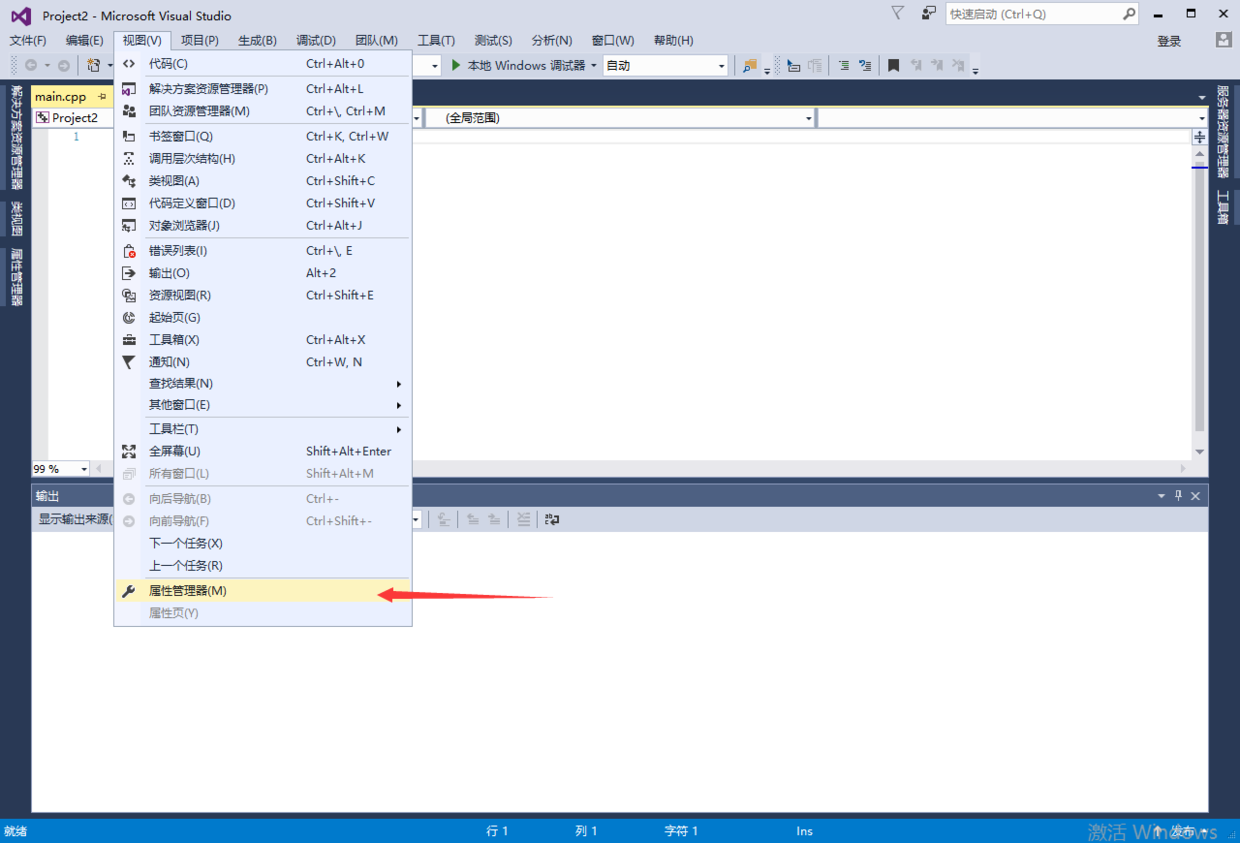 Project2 - Microsoft Visual Studio
快速启动 (Ctrl+Q)
文件(F) 编辑(E) 视图(V) 项目(P) 生成(B) 调试(D) 团队(M) 工具(T) 测试(S) 分析(N) 窗口(W) 帮助(H) 登录
本地 Windows 调试器 自动
main.cpp
Project2 (全局范围)
1
解决方案资源管理器
类视图
属性管理器
代码(C) Ctrl+Alt+0
解决方案资源管理器(P) Ctrl+Alt+L
团队资源管理器(M) Ctrl+\, Ctrl+M
书签窗口(Q) Ctrl+K, Ctrl+W
调用层次结构(H) Ctrl+Alt+K
类视图(A) Ctrl+Shift+C
代码定义窗口(D) Ctrl+Shift+V
对象浏览器(J) Ctrl+Alt+J
错误列表(I) Ctrl+\, E
输出(O) Alt+2
资源视图(R) Ctrl+Shift+E
起始页(G)
工具箱(X) Ctrl+Alt+X
通知(N) Ctrl+W, N
查找结果(N)
其他窗口(E)
工具栏(T)
全屏幕(U) Shift+Alt+Enter
所有窗口(L) Shift+Alt+M
向后导航(B) Ctrl+-
向前导航(F) Ctrl+Shift+-
下一个任务(X)
上一个任务(R)
属性管理器(M)
属性页(Y)
服务器资源管理器
工具箱
99 %
输出
显示输出来源(
就绪 行 1 列 1 字符 1 Ins 发布
激活 Windows